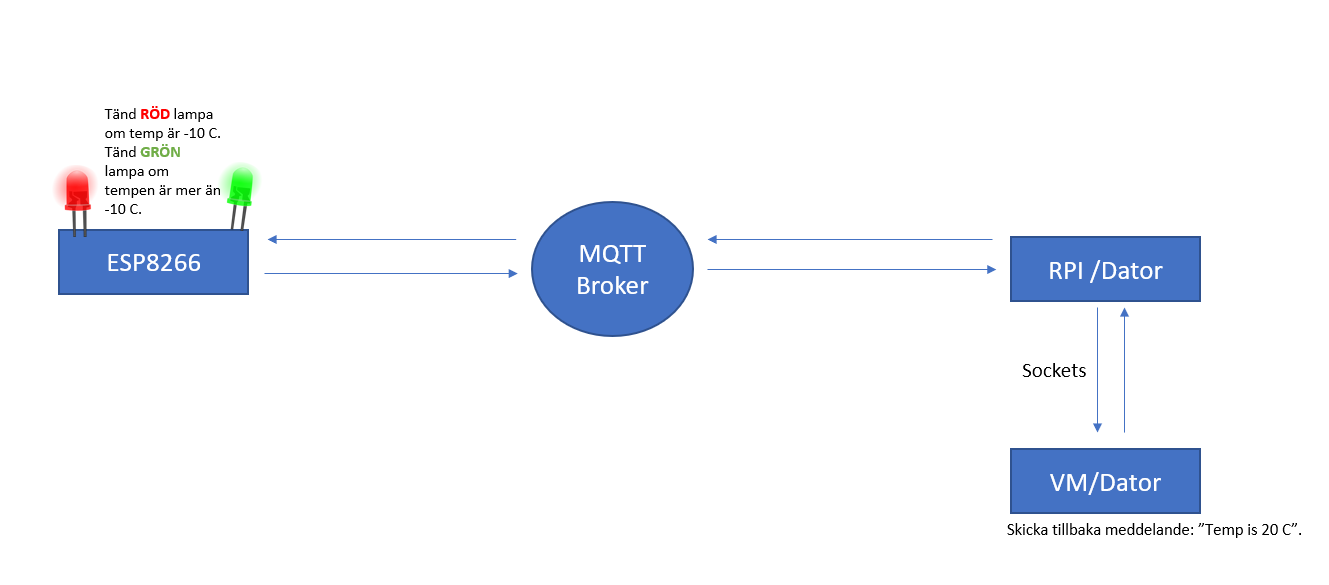 Tänd RÖD lampa
om temp är -10 C.
Tänd GRÖN
lampa om
tempen är mer än
-10 C.
ESP8266
MQTT
Broker
RPI /Dator
Sockets
VM/Dator
Skicka tillbaka meddelande: ”Temp is 20 C”.